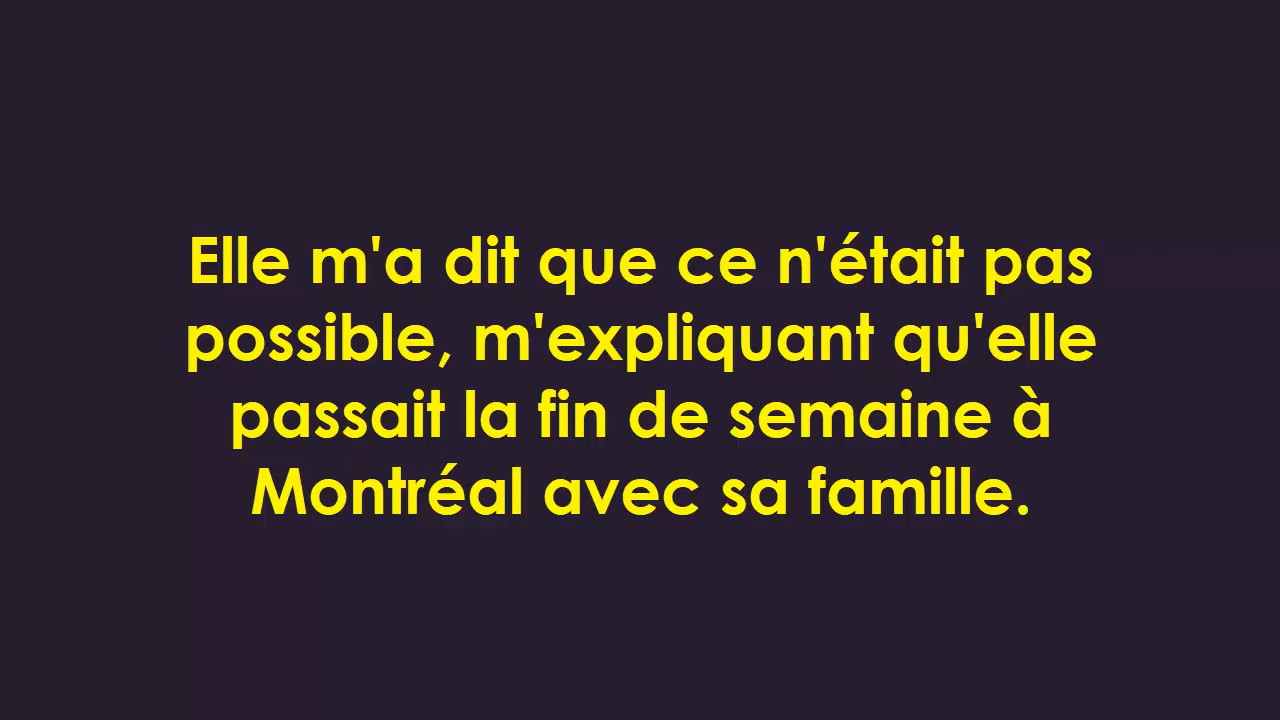 Elle m'a dit que ce n'était pas
possible, m'expliquant qu'elle
passait la fin de semaine à
Montréal avec sa famille.